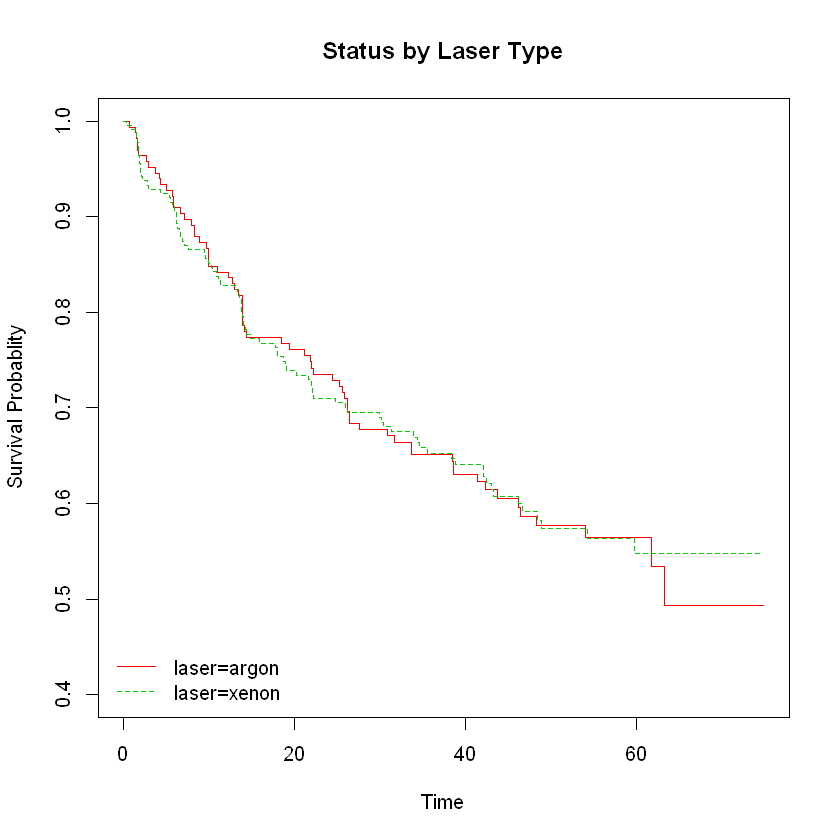 Status by Laser Type
Survival Probablity
1.0
0.9
0.8
0.7
0.6
0.5
0.4
laser=argon
laser=xenon
0 20 40 60
Time